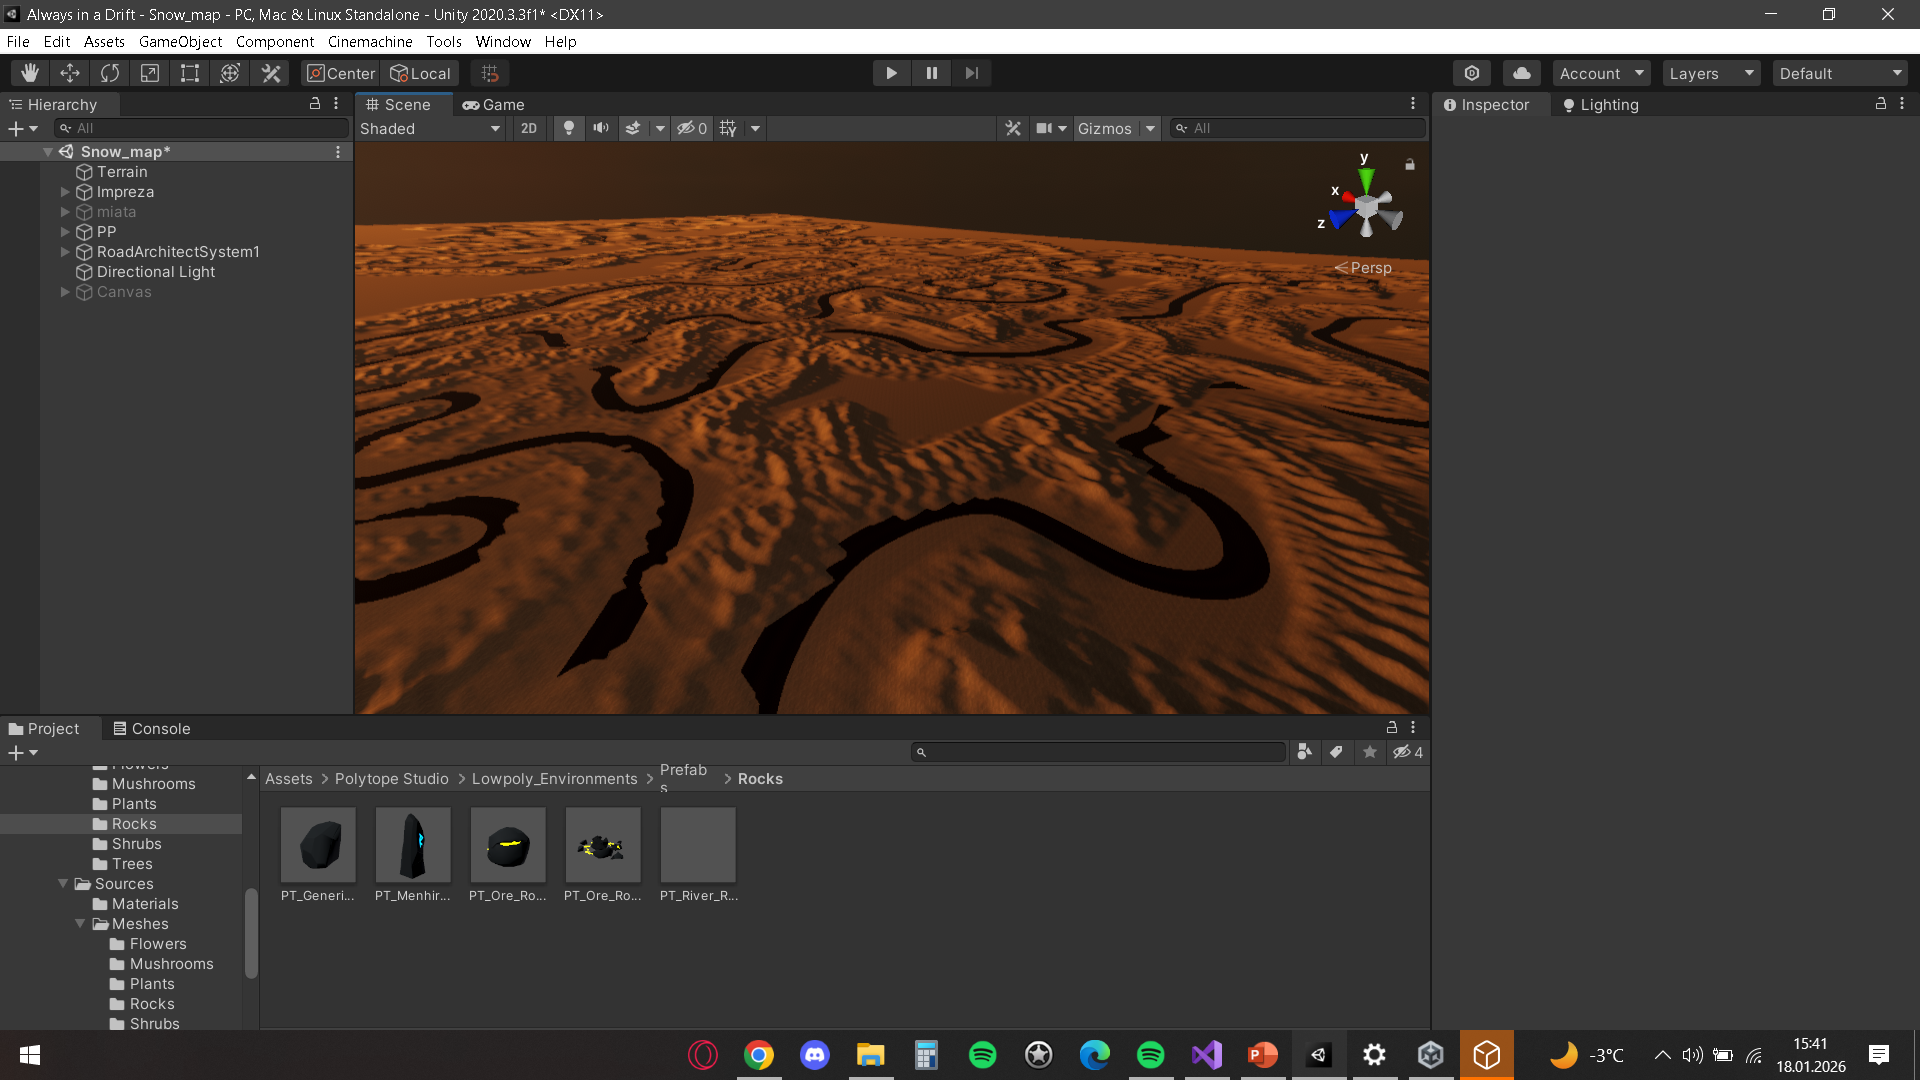 Always in a Drift - Snow_map - PC, Mac & Linux Standalone - Unity 2020.3.3f1* <DX11>
File Edit Assets GameObject Component Cinemachine Tools Window Help
Center Local
Account Layers Default
Hierarchy
All
Snow_map*
Terrain
Impreza
miata
PP
RoadArchitectSystem1
Directional Light
Canvas
Scene Game
Shaded 2D 0 Gizmos All
y
x
z
Persp
Inspector Lighting
Project Console
4
Mushrooms
Plants
Rocks
Shrubs
Trees
Sources
Materials
Meshes
Flowers
Mushrooms
Plants
Rocks
Shrubs
Assets > Polytope Studio > Lowpoly_Environments > Prefabs > Rocks
PT_Generi... PT_Menhir... PT_Ore_Ro... PT_Ore_Ro... PT_River_R...
-3°C
15:41
18.01.2026